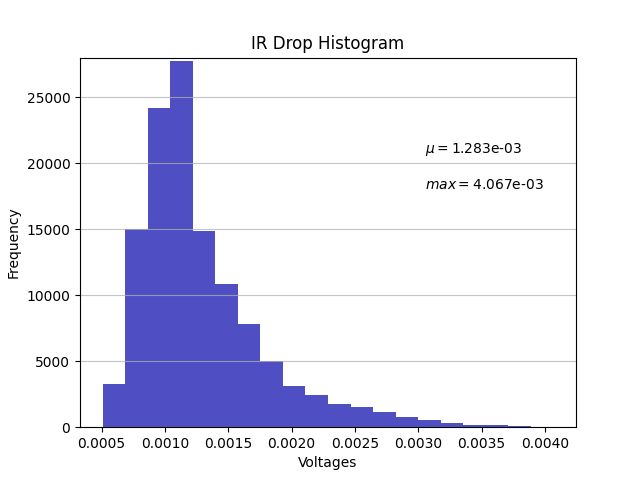 IR Drop Histogram
25000
20000
15000
10000
5000
0
Frequency
μ = 1.283e-03
max = 4.067e-03
0.0005 0.0010 0.0015 0.0020 0.0025 0.0030 0.0035 0.0040
Voltages